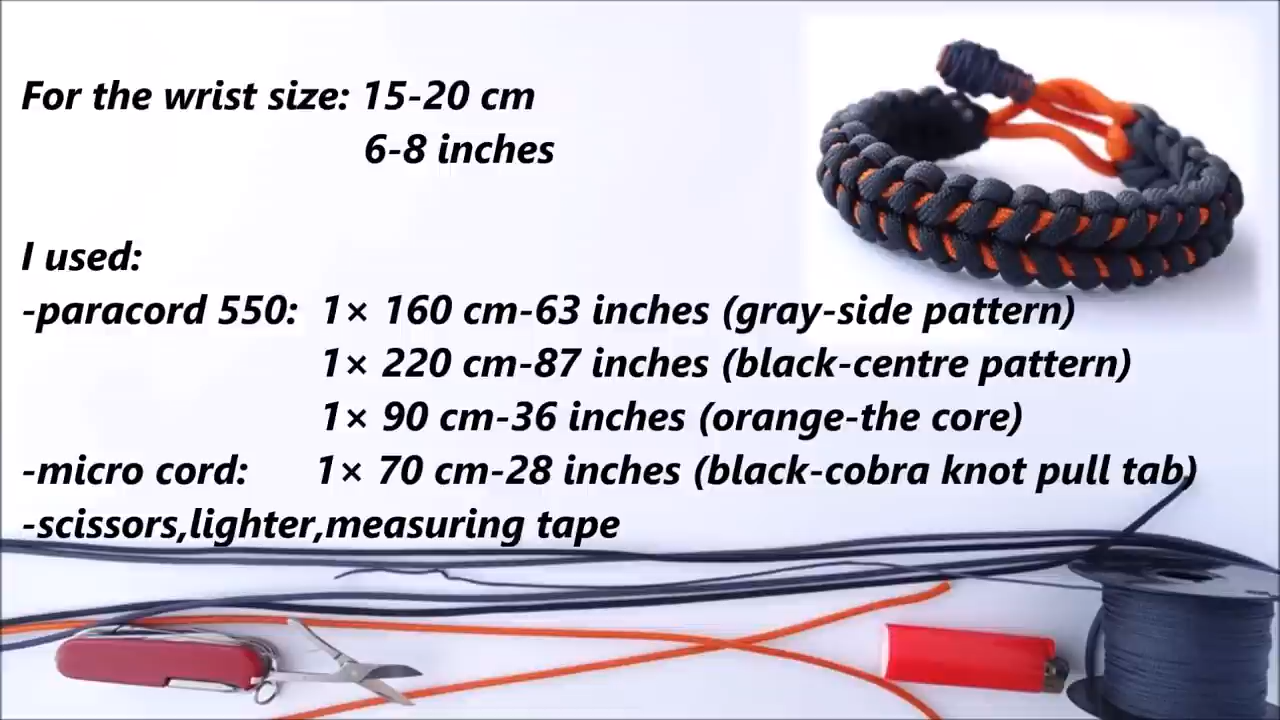 For the wrist size: 15-20 cm
6-8 inches
I used:
-paracord 550: 1× 160 cm-63 inches (gray-side pattern)
1× 220 cm-87 inches (black-centre pattern)
1× 90 cm-36 inches (orange-the core)
-micro cord: 1× 70 cm-28 inches (black-cobra knot pull tab)
-scissors,lighter,measuring tape